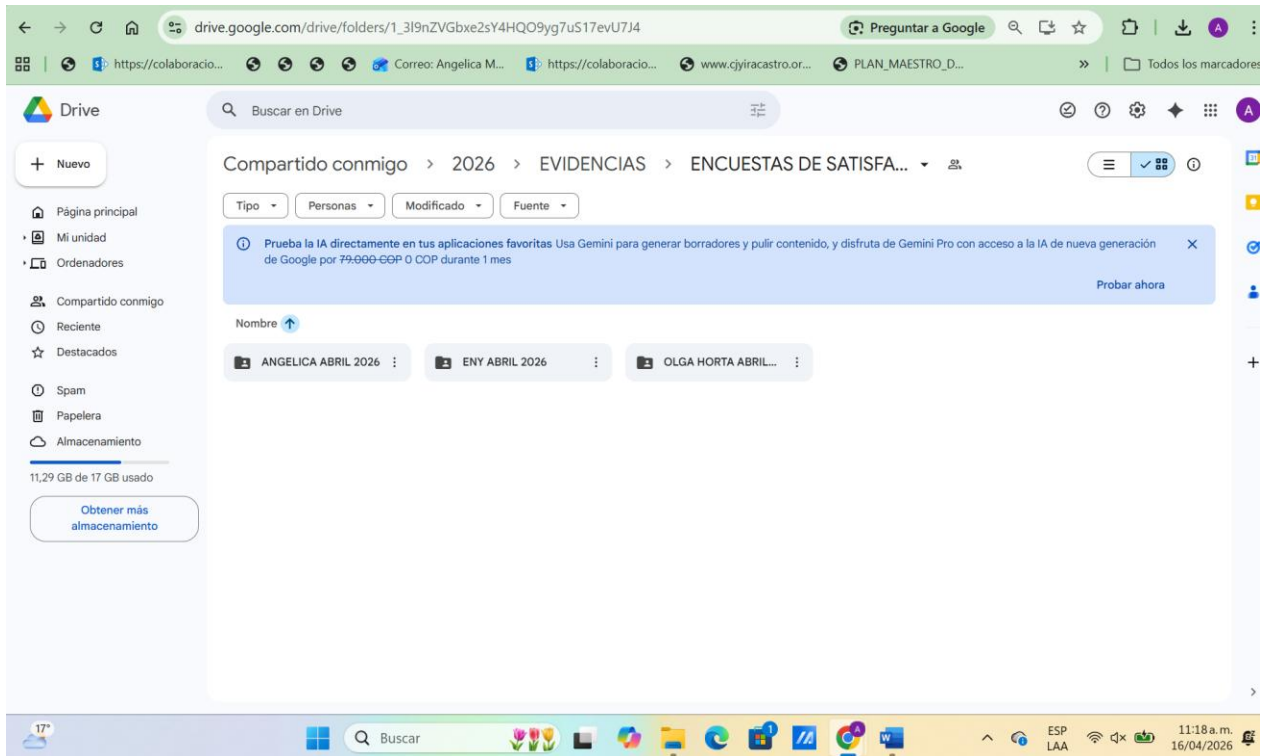 drive.google.com/drive/folders/1_3l9nZVGbxe2sY4HQO9yg7uS17evU7J4
Preguntar a Google
A
https://colaboracio...
Correo: Angelica M...
https://colaboracio...
www.cjyiracastro.or...
PLAN_MAESTRO_D...
»
Todos los marcadores
Drive
Buscar en Drive
A
Nuevo
Compartido conmigo > 2026 > EVIDENCIAS > ENCUESTAS DE SATISFA...
31
Tipo
Personas
Modificado
Fuente
Página principal
Mi unidad
Ordenadores
Compartido conmigo
Reciente
Destacados
Spam
Papelera
Almacenamiento
11,29 GB de 17 GB usado
Obtener más
almacenamiento
Prueba la IA directamente en tus aplicaciones favoritas Usa Gemini para generar borradores y pulir contenido, y disfruta de Gemini Pro con acceso a la IA de nueva generación
de Google por 79.000 COP 0 COP durante 1 mes
Probar ahora
Nombre
ANGELICA ABRIL 2026
ENY ABRIL 2026
OLGA HORTA ABRIL...
17°
Buscar
ESP
LAA
11:18 a. m.
16/04/2026